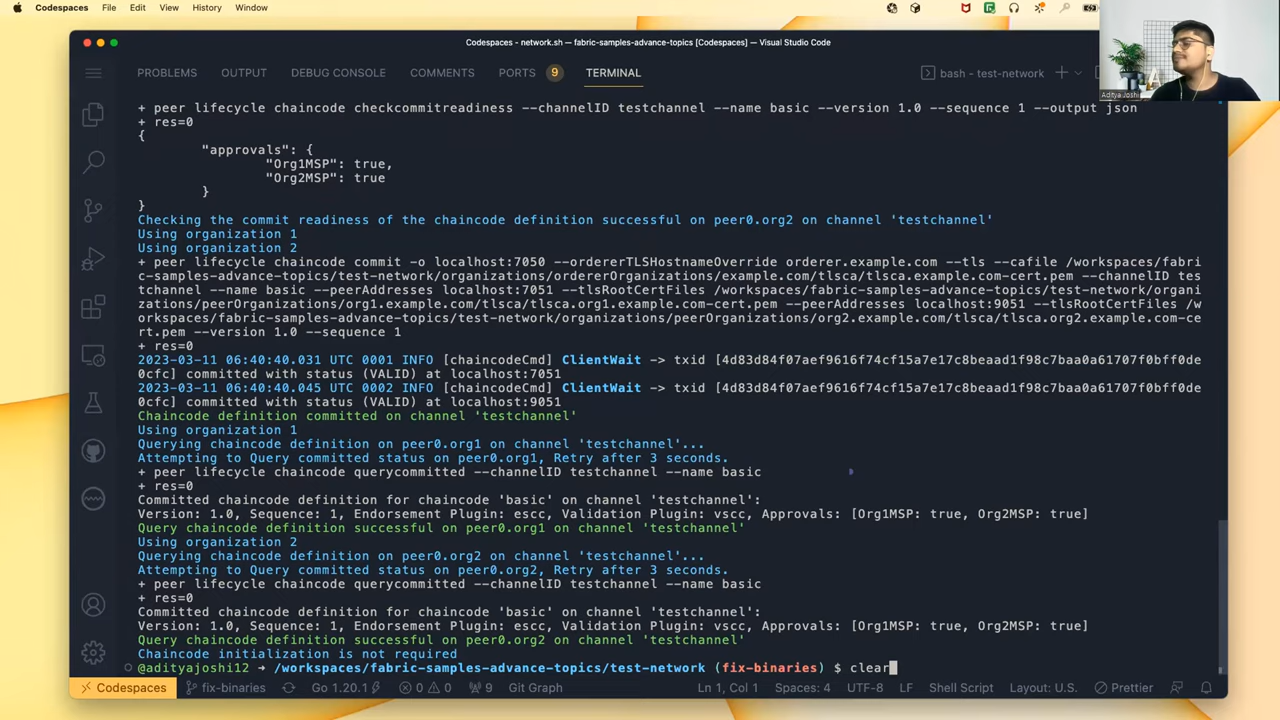 Codespaces File Edit View History Window
Codespaces - network.sh — fabric-samples-advance-topics [Codespaces] — Visual Studio Code
PROBLEMS OUTPUT DEBUG CONSOLE COMMENTS PORTS 9 TERMINAL bash - test-network
Aditya Joshi
+ peer lifecycle chaincode checkcommitreadiness --channelID testchannel --name basic --version 1.0 --sequence 1 --output json
+ res=0
{
"approvals": {
"Org1MSP": true,
"Org2MSP": true
}
}
Checking the commit readiness of the chaincode definition successful on peer0.org2 on channel 'testchannel'
Using organization 1
Using organization 2
+ peer lifecycle chaincode commit -o localhost:7050 --ordererTLSHostnameOverride orderer.example.com --tls --cafile /workspaces/fabri
c-samples-advance-topics/test-network/organizations/ordererOrganizations/example.com/tlsca/tlsca.example.com-cert.pem --channelID tes
tchannel --name basic --peerAddresses localhost:7051 --tlsRootCertFiles /workspaces/fabric-samples-advance-topics/test-network/organi
zations/peerOrganizations/org1.example.com/tlsca/tlsca.org1.example.com-cert.pem --peerAddresses localhost:9051 --tlsRootCertFiles /w
orkspaces/fabric-samples-advance-topics/test-network/organizations/peerOrganizations/org2.example.com/tlsca/tlsca.org2.example.com-ce
rt.pem --version 1.0 --sequence 1
+ res=0
2023-03-11 06:40:40.031 UTC 0001 INFO [chaincodeCmd] ClientWait -> txid [4d83d84f07aef9616f74cf15a7e17c8beaad1f98c7baa0a61707f0bff0de
0cfc] committed with status (VALID) at localhost:7051
2023-03-11 06:40:40.045 UTC 0002 INFO [chaincodeCmd] ClientWait -> txid [4d83d84f07aef9616f74cf15a7e17c8beaad1f98c7baa0a61707f0bff0de
0cfc] committed with status (VALID) at localhost:9051
Chaincode definition committed on channel 'testchannel'
Using organization 1
Querying chaincode definition on peer0.org1 on channel 'testchannel'...
Attempting to Query committed status on peer0.org1, Retry after 3 seconds.
+ peer lifecycle chaincode querycommitted --channelID testchannel --name basic
+ res=0
Committed chaincode definition for chaincode 'basic' on channel 'testchannel':
Version: 1.0, Sequence: 1, Endorsement Plugin: escc, Validation Plugin: vscc, Approvals: [Org1MSP: true, Org2MSP: true]
Query chaincode definition successful on peer0.org1 on channel 'testchannel'
Using organization 2
Querying chaincode definition on peer0.org2 on channel 'testchannel'...
Attempting to Query committed status on peer0.org2, Retry after 3 seconds.
+ peer lifecycle chaincode querycommitted --channelID testchannel --name basic
+ res=0
Committed chaincode definition for chaincode 'basic' on channel 'testchannel':
Version: 1.0, Sequence: 1, Endorsement Plugin: escc, Validation Plugin: vscc, Approvals: [Org1MSP: true, Org2MSP: true]
Query chaincode definition successful on peer0.org2 on channel 'testchannel'
Chaincode initialization is not required
@adityajoshi12 → /workspaces/fabric-samples-advance-topics/test-network (fix-binaries) $ clear
Codespaces fix-binaries Go 1.20.1 0 0 9 Git Graph Ln 1, Col 1 Spaces: 4 UTF-8 LF Shell Script Layout: U.S. Prettier